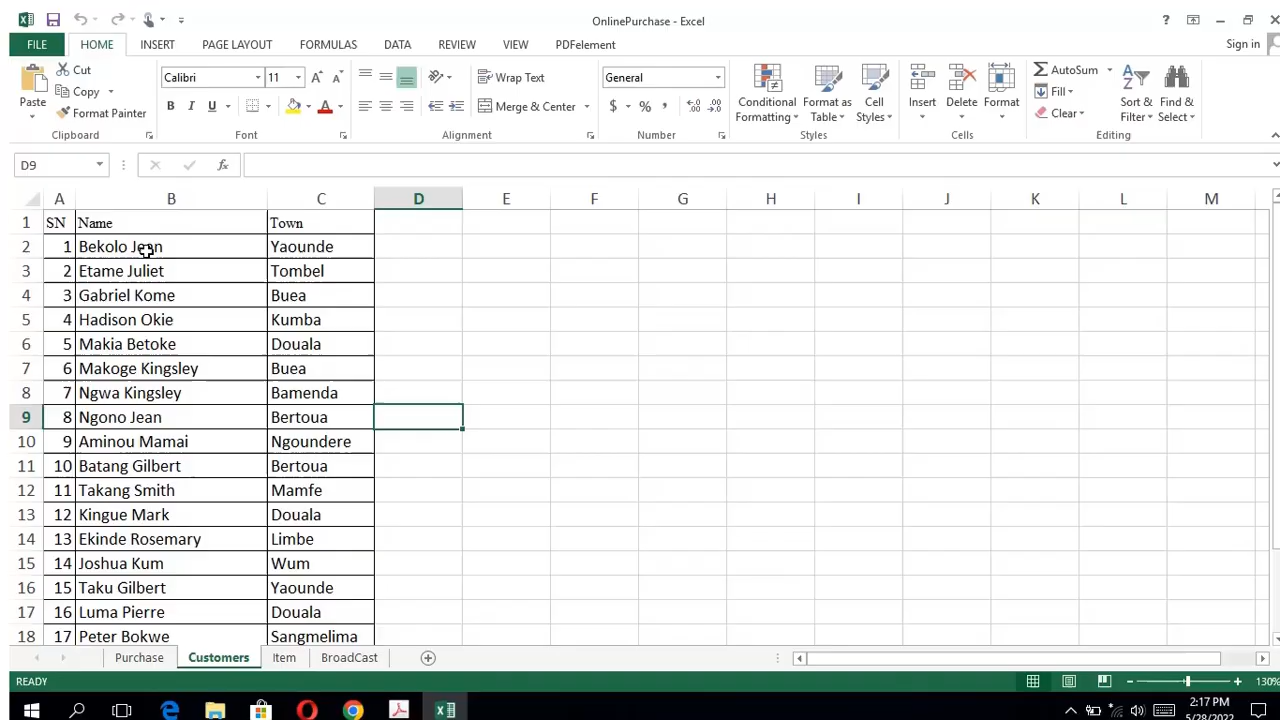 OnlinePurchase - Excel
?
FILE HOME INSERT PAGE LAYOUT FORMULAS DATA REVIEW VIEW PDFelement Sign in
Paste
Cut
Copy
Format Painter
Clipboard
Calibri 11
B I U
Font
Wrap Text
Merge & Center
Alignment
General
$ % ,
Number
Conditional Formatting
Format as Table
Cell Styles
Styles
Insert Delete Format
Cells
AutoSum
Fill
Clear
Sort & Filter
Find & Select
Editing
D9 fx
A B C D E F G H I J K L M
1 SN Name Town
2 1 Bekolo Jean Yaounde
3 2 Etame Juliet Tombel
4 3 Gabriel Kome Buea
5 4 Hadison Okie Kumba
6 5 Makia Betoke Douala
7 6 Makoge Kingsley Buea
8 7 Ngwa Kingsley Bamenda
9 8 Ngono Jean Bertoua
10 9 Aminou Mamai Ngoundere
11 10 Batang Gilbert Bertoua
12 11 Takang Smith Mamfe
13 12 Kingue Mark Douala
14 13 Ekinde Rosemary Limbe
15 14 Joshua Kum Wum
16 15 Taku Gilbert Yaounde
17 16 Luma Pierre Douala
18 17 Peter Bokwe Sangmelima
Purchase Customers Item BroadCast
READY 130%
2:17 PM
5/28/2022